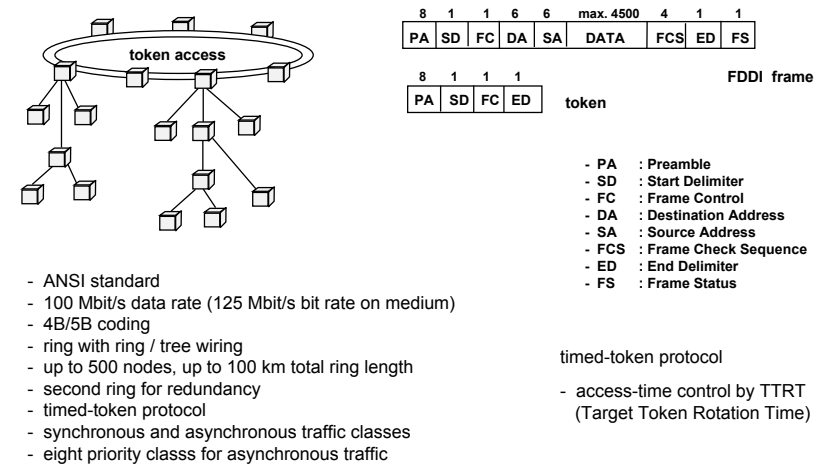 token access
8 1 1 6 6 max. 4500 4 1 1
PA SD FC DA SA DATA FCS ED FS
FDDI frame
8 1 1 1
PA SD FC ED
token
- PA : Preamble
- SD : Start Delimiter
- FC : Frame Control
- DA : Destination Address
- SA : Source Address
- FCS : Frame Check Sequence
- ED : End Delimiter
- FS : Frame Status
- ANSI standard
- 100 Mbit/s data rate (125 Mbit/s bit rate on medium)
- 4B/5B coding
- ring with ring / tree wiring
- up to 500 nodes, up to 100 km total ring length
- second ring for redundancy
- timed-token protocol
- synchronous and asynchronous traffic classes
- eight priority classs for asynchronous traffic
timed-token protocol
- access-time control by TTRT
(Target Token Rotation Time)